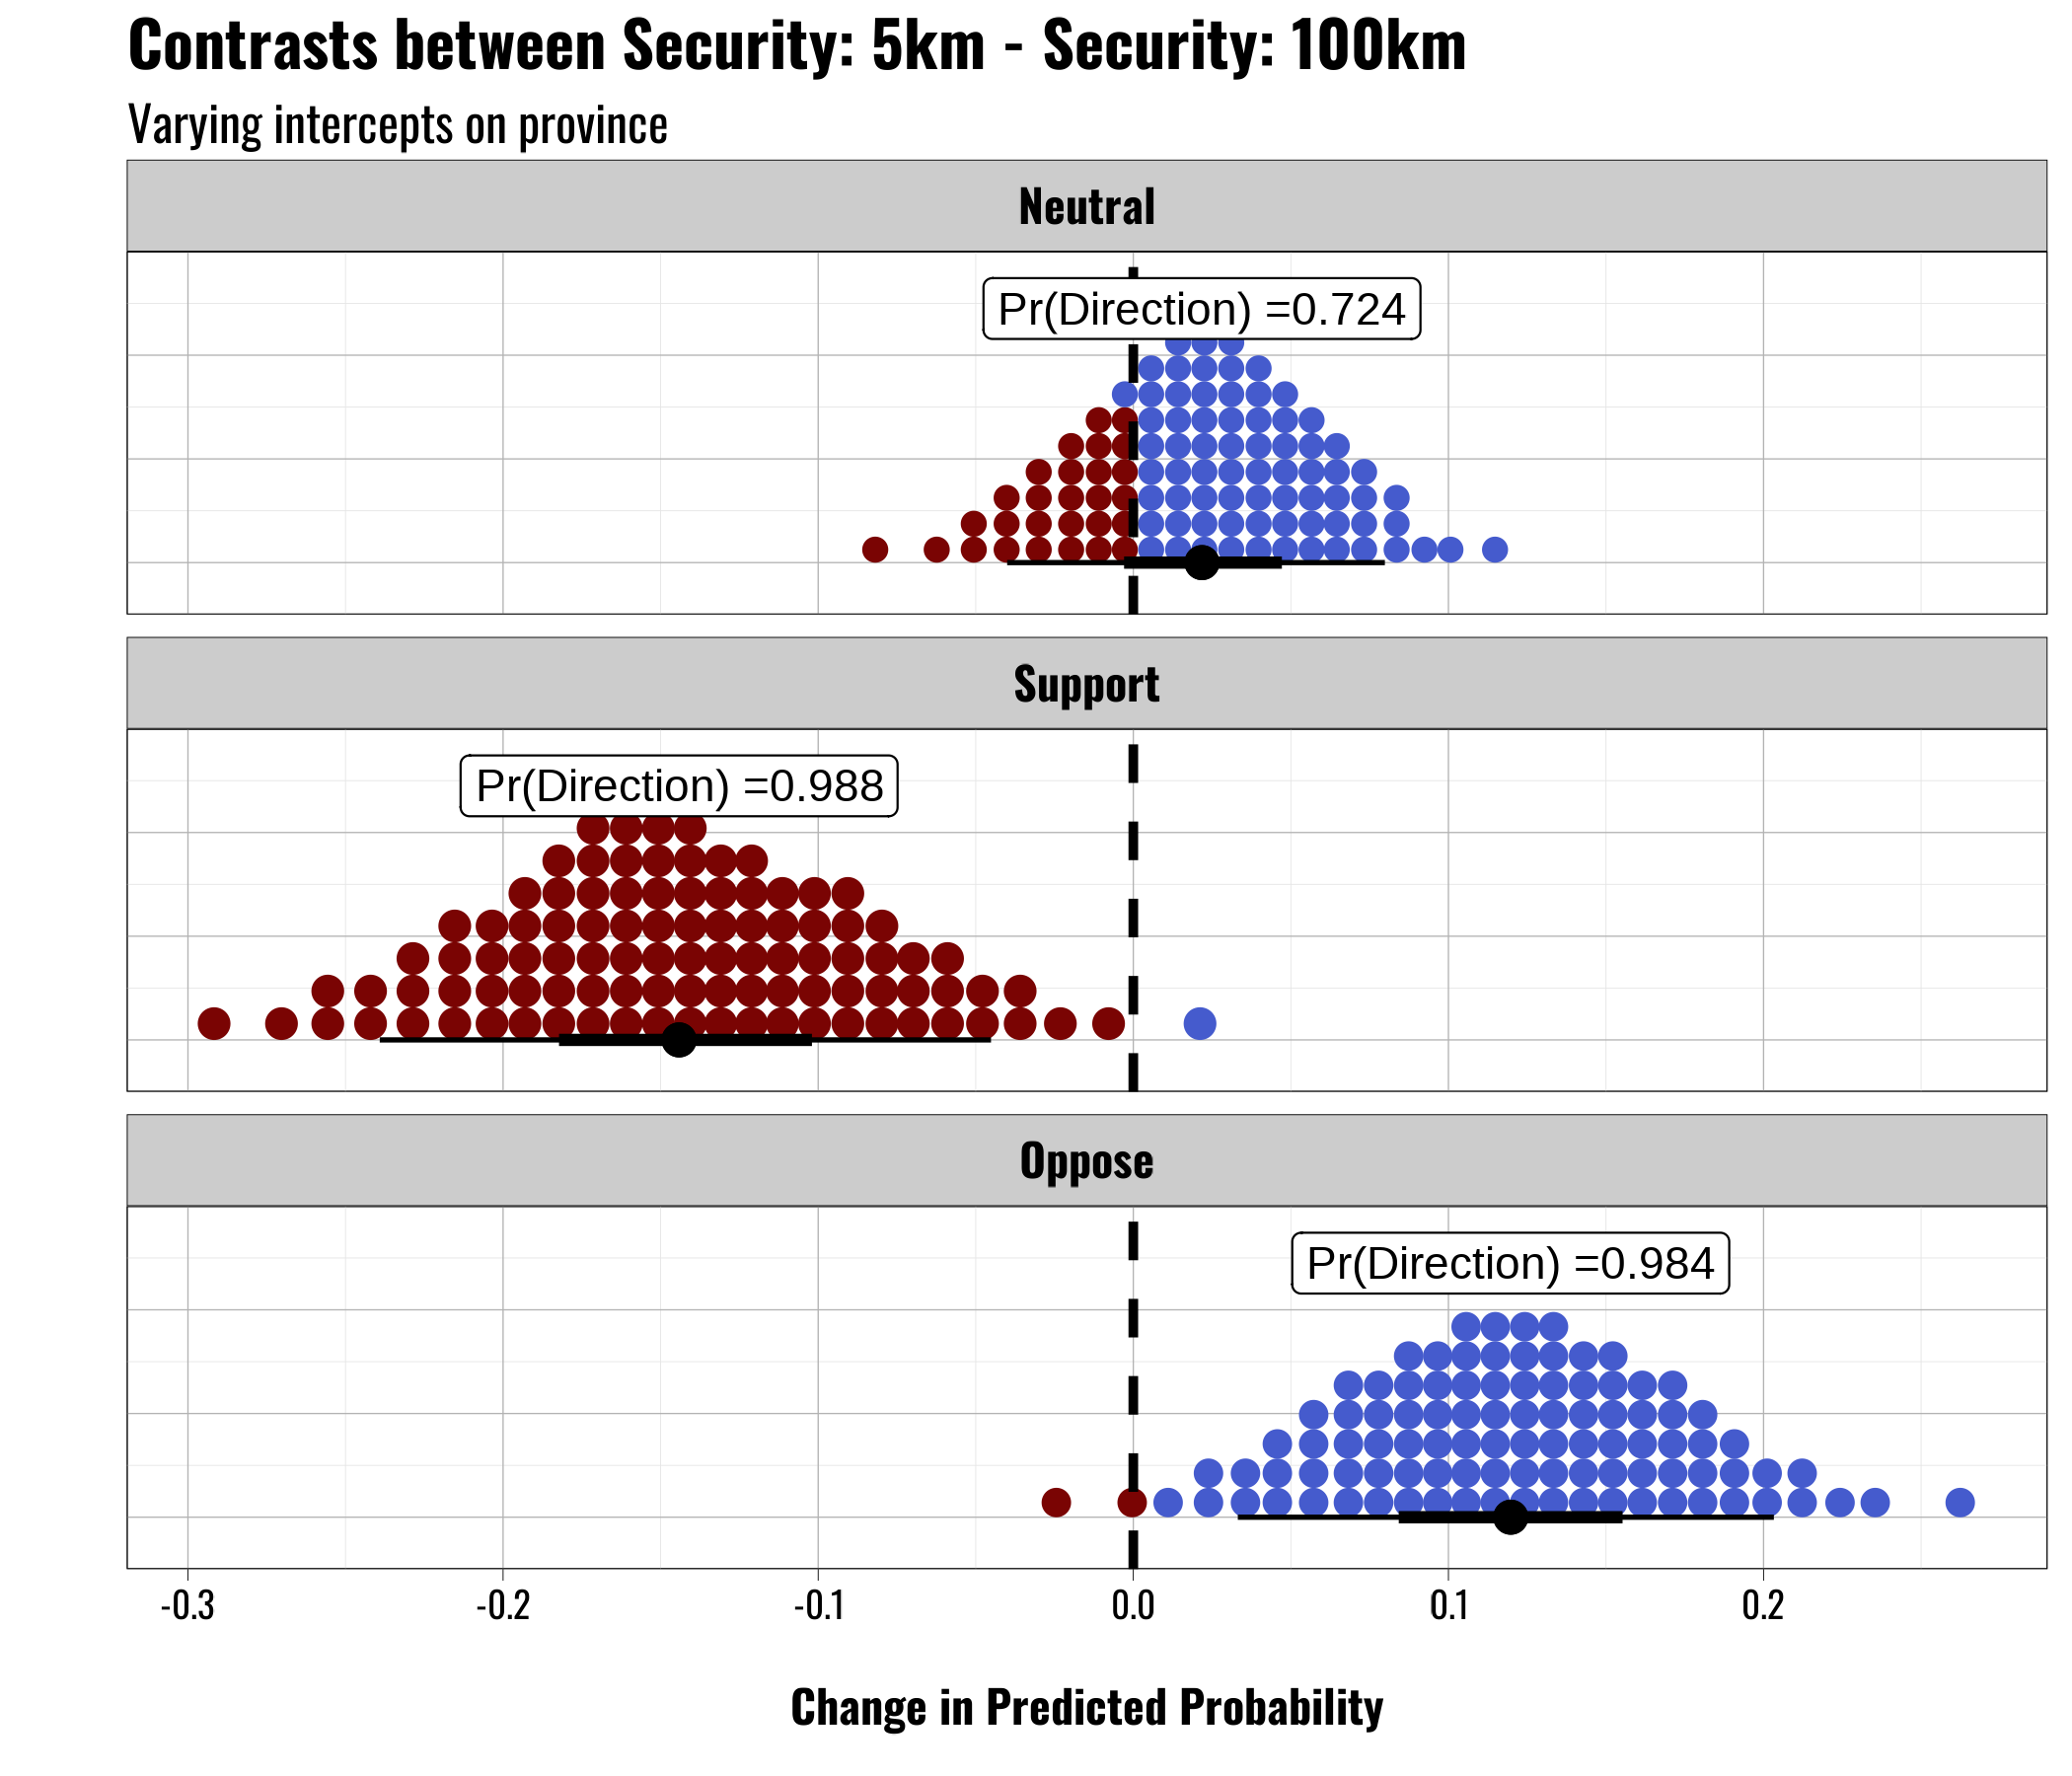 Contrasts between Security: 5km - Security: 100km
Varying intercepts on province
Neutral
Pr(Direction) =0.724
Support
Pr(Direction) =0.988
Oppose
Pr(Direction) =0.984
-0.3 -0.2 -0.1 0.0 0.1 0.2
Change in Predicted Probability